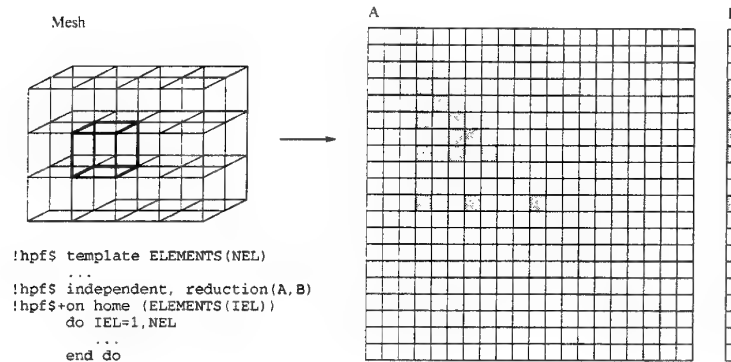 Mesh
A
!hpf$ template ELEMENTS(NEL)
...
!hpf$ independent, reduction(A,B)
!hpf$+on home (ELEMENTS(IEL))
do IEL=1,NEL
...
end do